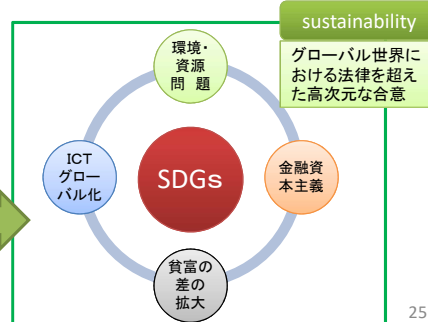 sustainability
グローバル世界に
おける法律を超え
た高次元な合意
環境・
資源
問　題
ICT
グロー
バル化
SDGs
金融資
本主義
貧富の
差の
拡大
25